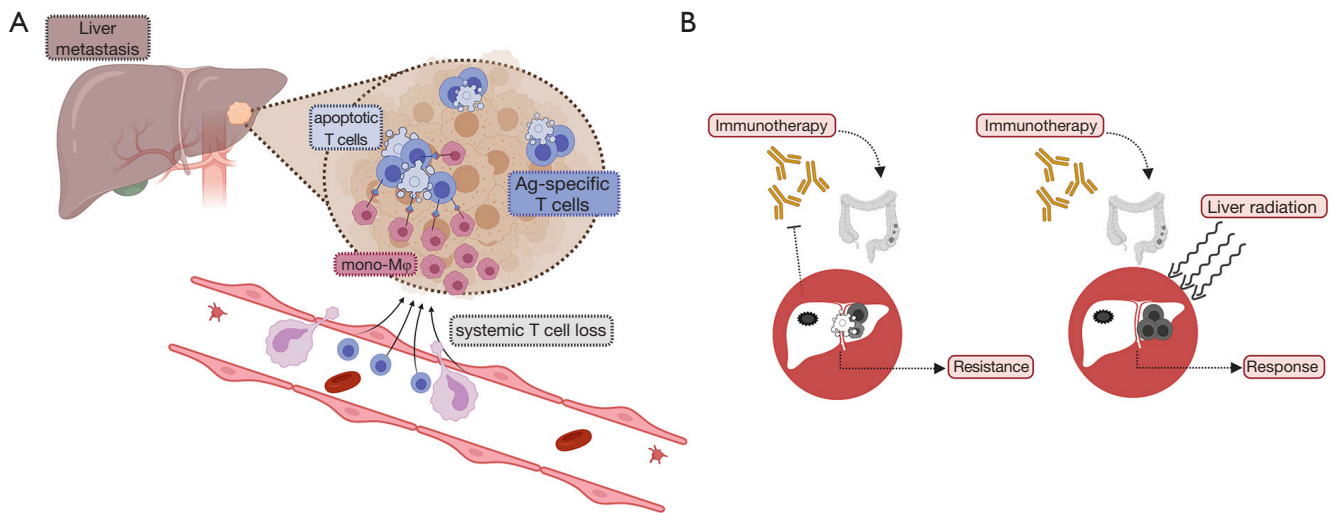 A
Liver
metastasis
apoptotic
T cells
Ag-specific
T cells
mono-Mφ
systemic T cell loss
B
Immunotherapy
Resistance
Immunotherapy
Liver radiation
Response